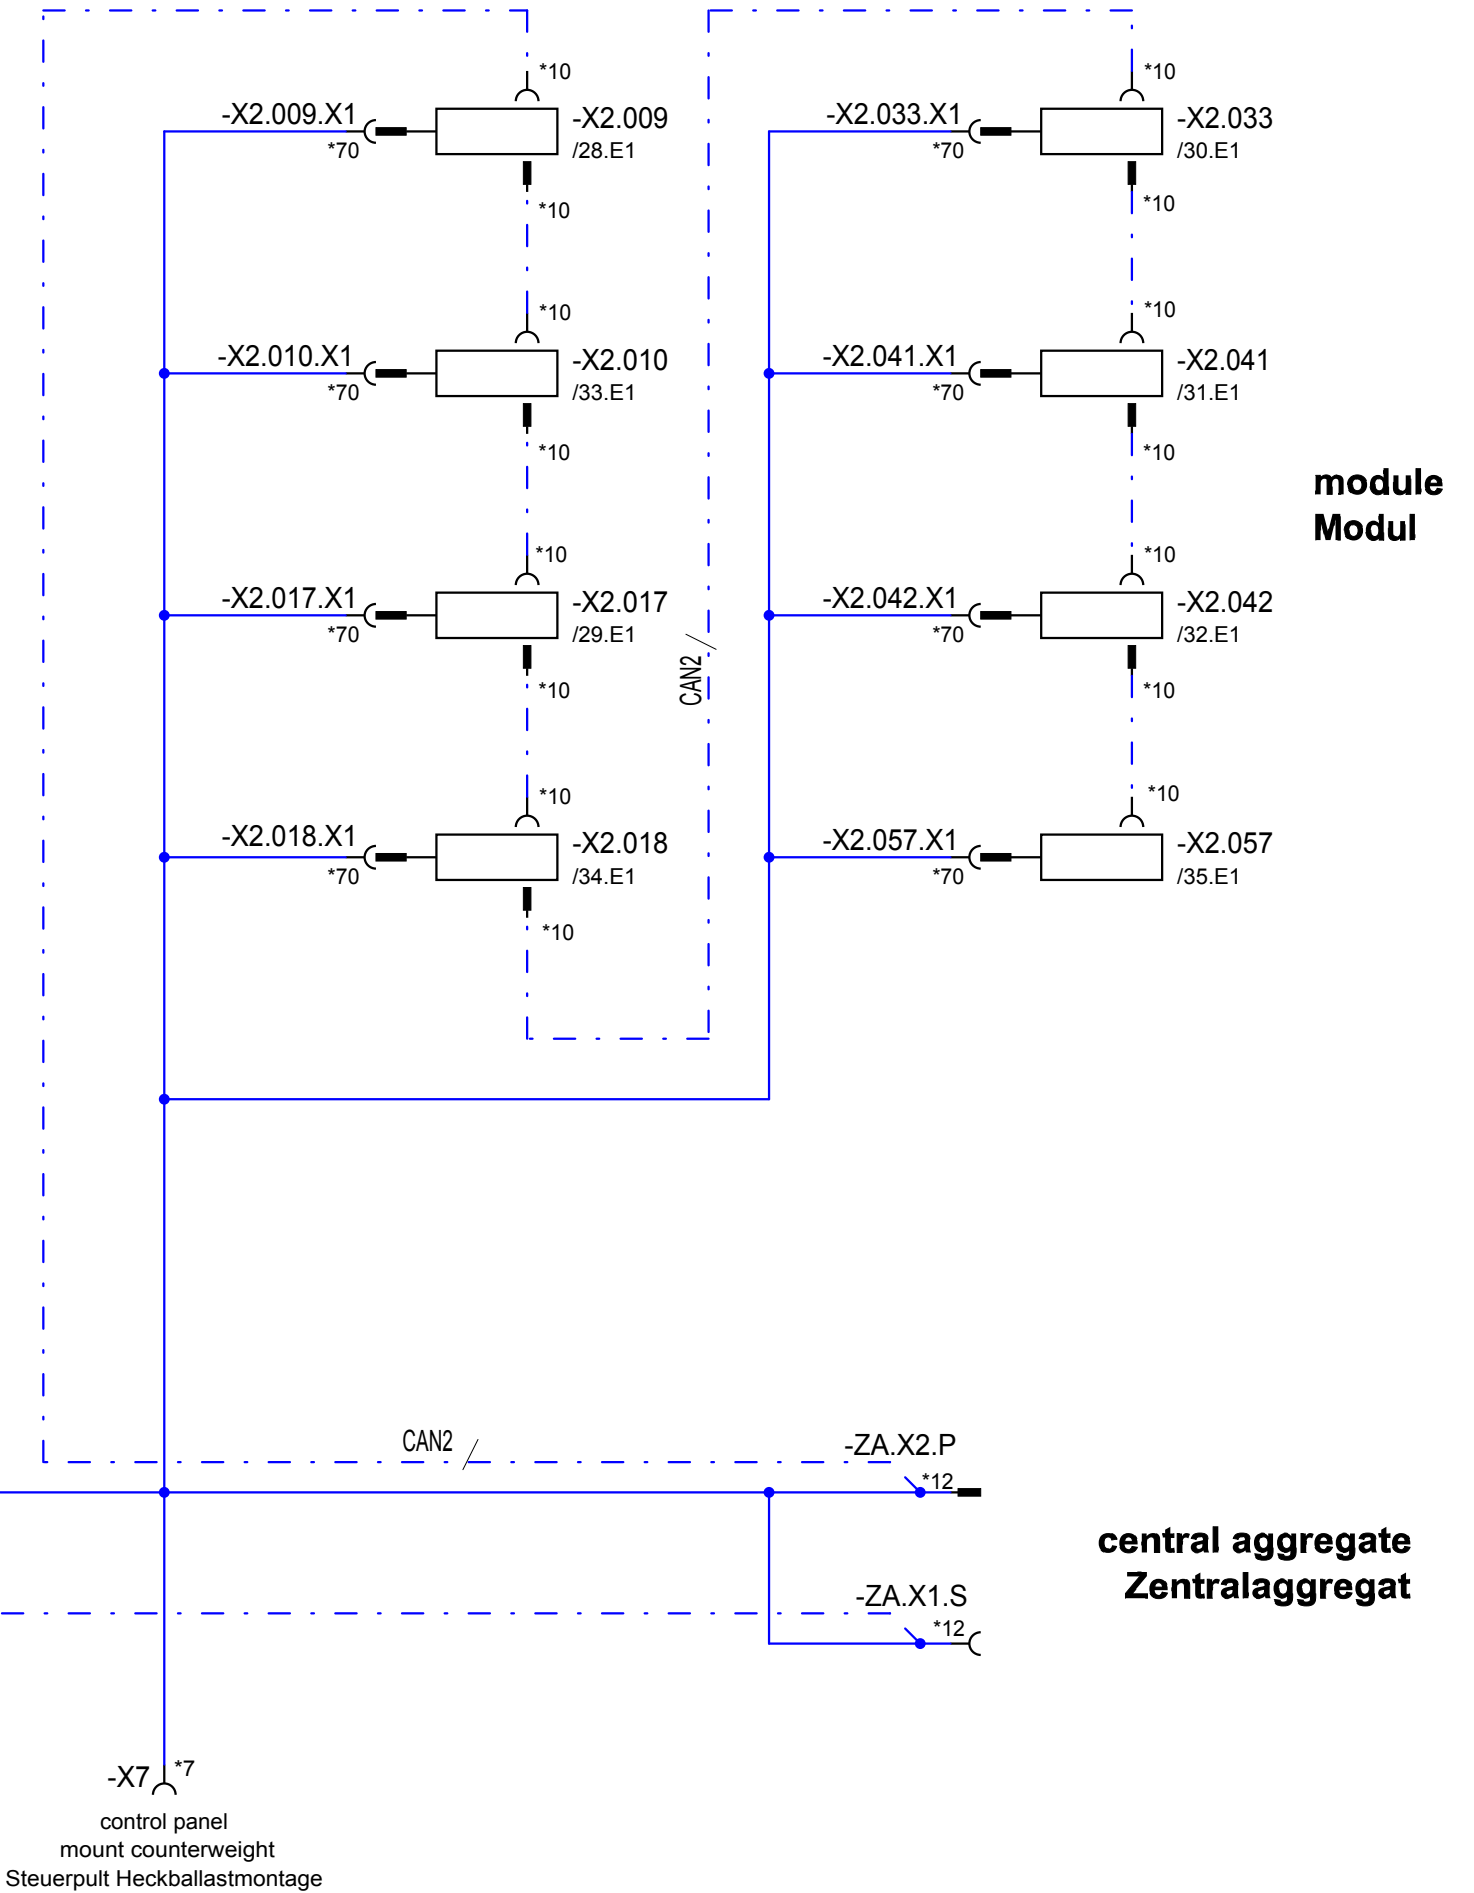 *10
*10
-X2.009.X1
-X2.009
-X2.033.X1
-X2.033
*70
/28.E1
*70
/30.E1
*10
*10
*10
*10
-X2.010.X1
-X2.010
-X2.041.X1
-X2.041
*70
/33.E1
*70
/31.E1
*10
*10
module
Modul
*10
*10
-X2.017.X1
-X2.017
-X2.042.X1
-X2.042
*70
/29.E1
*70
/32.E1
CAN2
*10
*10
*10
*10
-X2.018.X1
-X2.018
-X2.057.X1
-X2.057
*70
/34.E1
*70
/35.E1
*10
CAN2
-ZA.X2.P
*12
central aggregate
Zentralaggregat
-ZA.X1.S
*12
-X7
*7
control panel
mount counterweight
Steuerpult Heckballastmontage